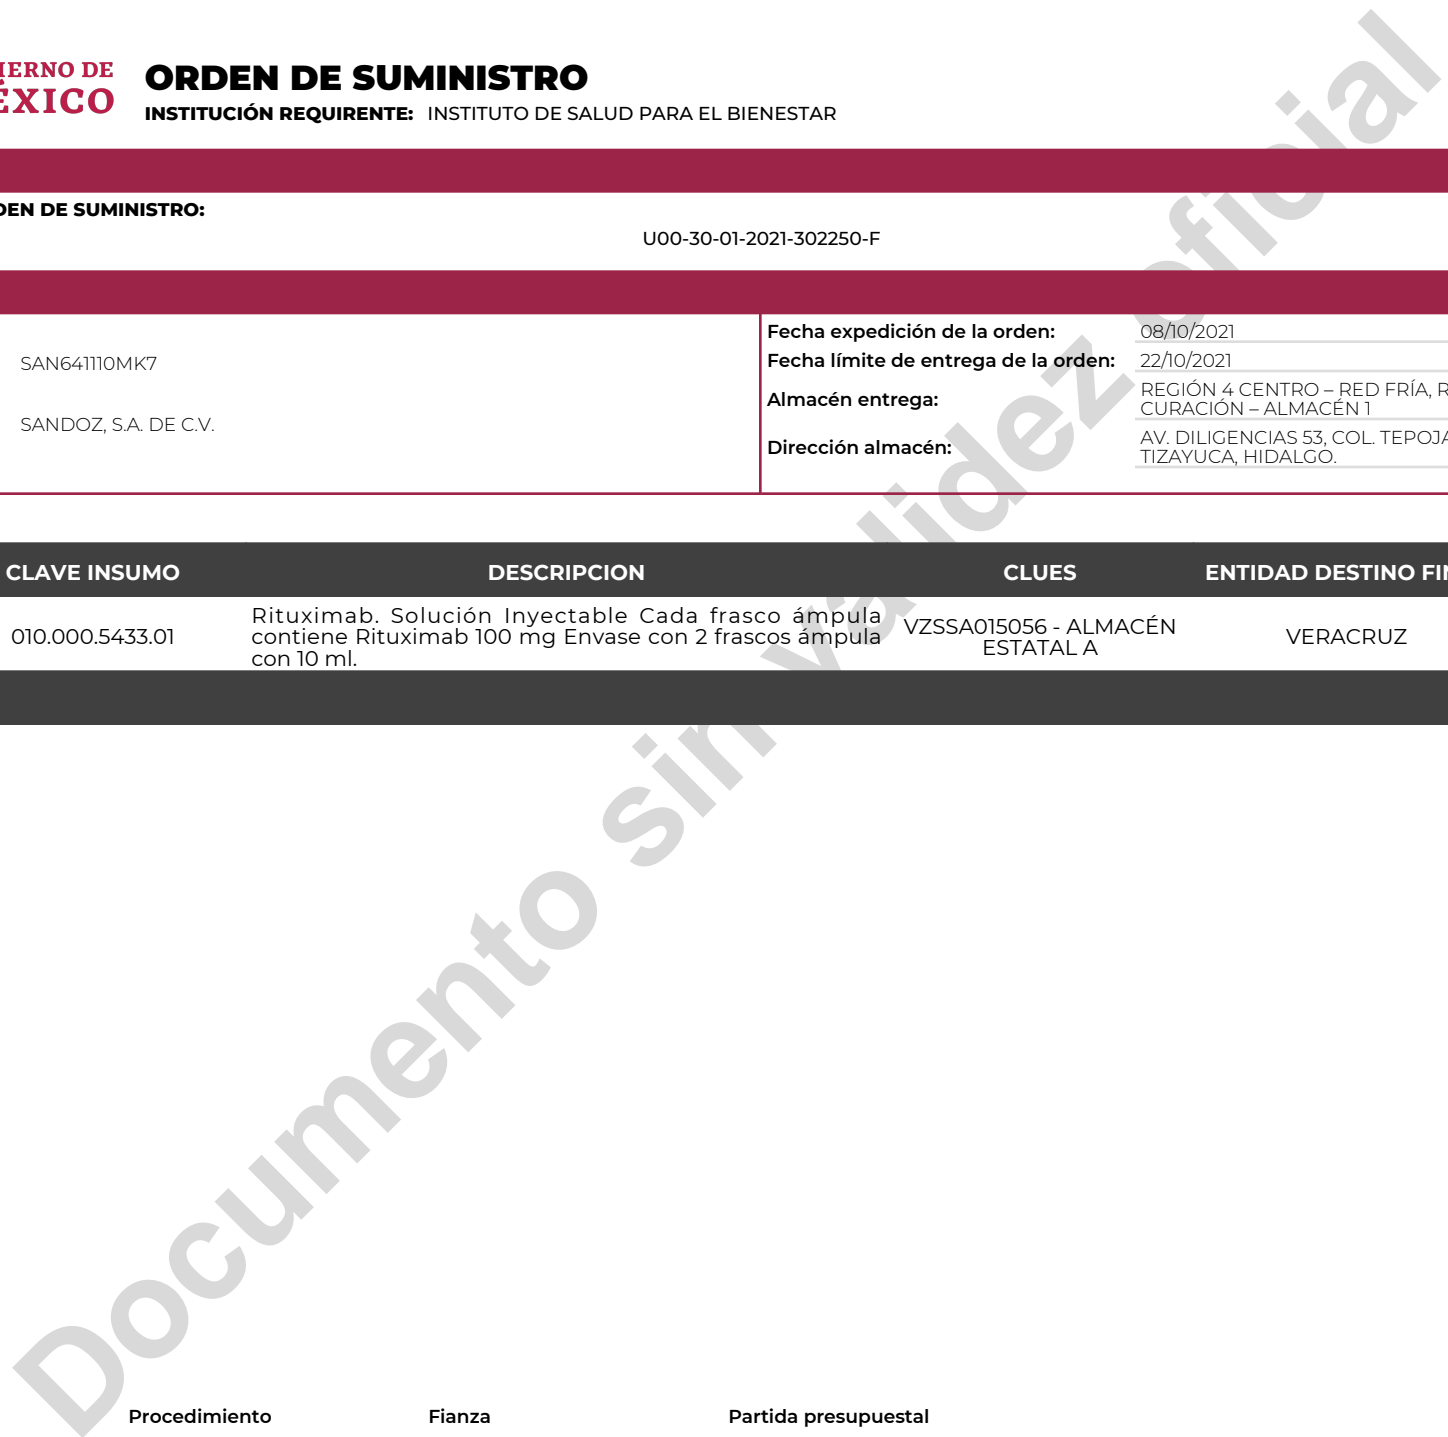 IERNO DE
ÉXICO
ORDEN DE SUMINISTRO
INSTITUCIÓN REQUIRENTE: INSTITUTO DE SALUD PARA EL BIENESTAR
DEN DE SUMINISTRO:
U00-30-01-2021-302250-F
SAN641110MK7
SANDOZ, S.A. DE C.V.
Fecha expedición de la orden: 08/10/2021
Fecha límite de entrega de la orden: 22/10/2021
Almacén entrega: REGIÓN 4 CENTRO – RED FRÍA, R
CURACIÓN – ALMACÉN 1
Dirección almacén: AV. DILIGENCIAS 53, COL. TEPOJA
TIZAYUCA, HIDALGO.
CLAVE INSUMO DESCRIPCION CLUES ENTIDAD DESTINO FIN
010.000.5433.01
Rituximab. Solución Inyectable Cada frasco ámpula
contiene Rituximab 100 mg Envase con 2 frascos ámpula
con 10 ml.
VZSSA015056 - ALMACÉN
ESTATAL A
VERACRUZ
Documento sin validez oficial
Procedimiento Fianza Partida presupuestal